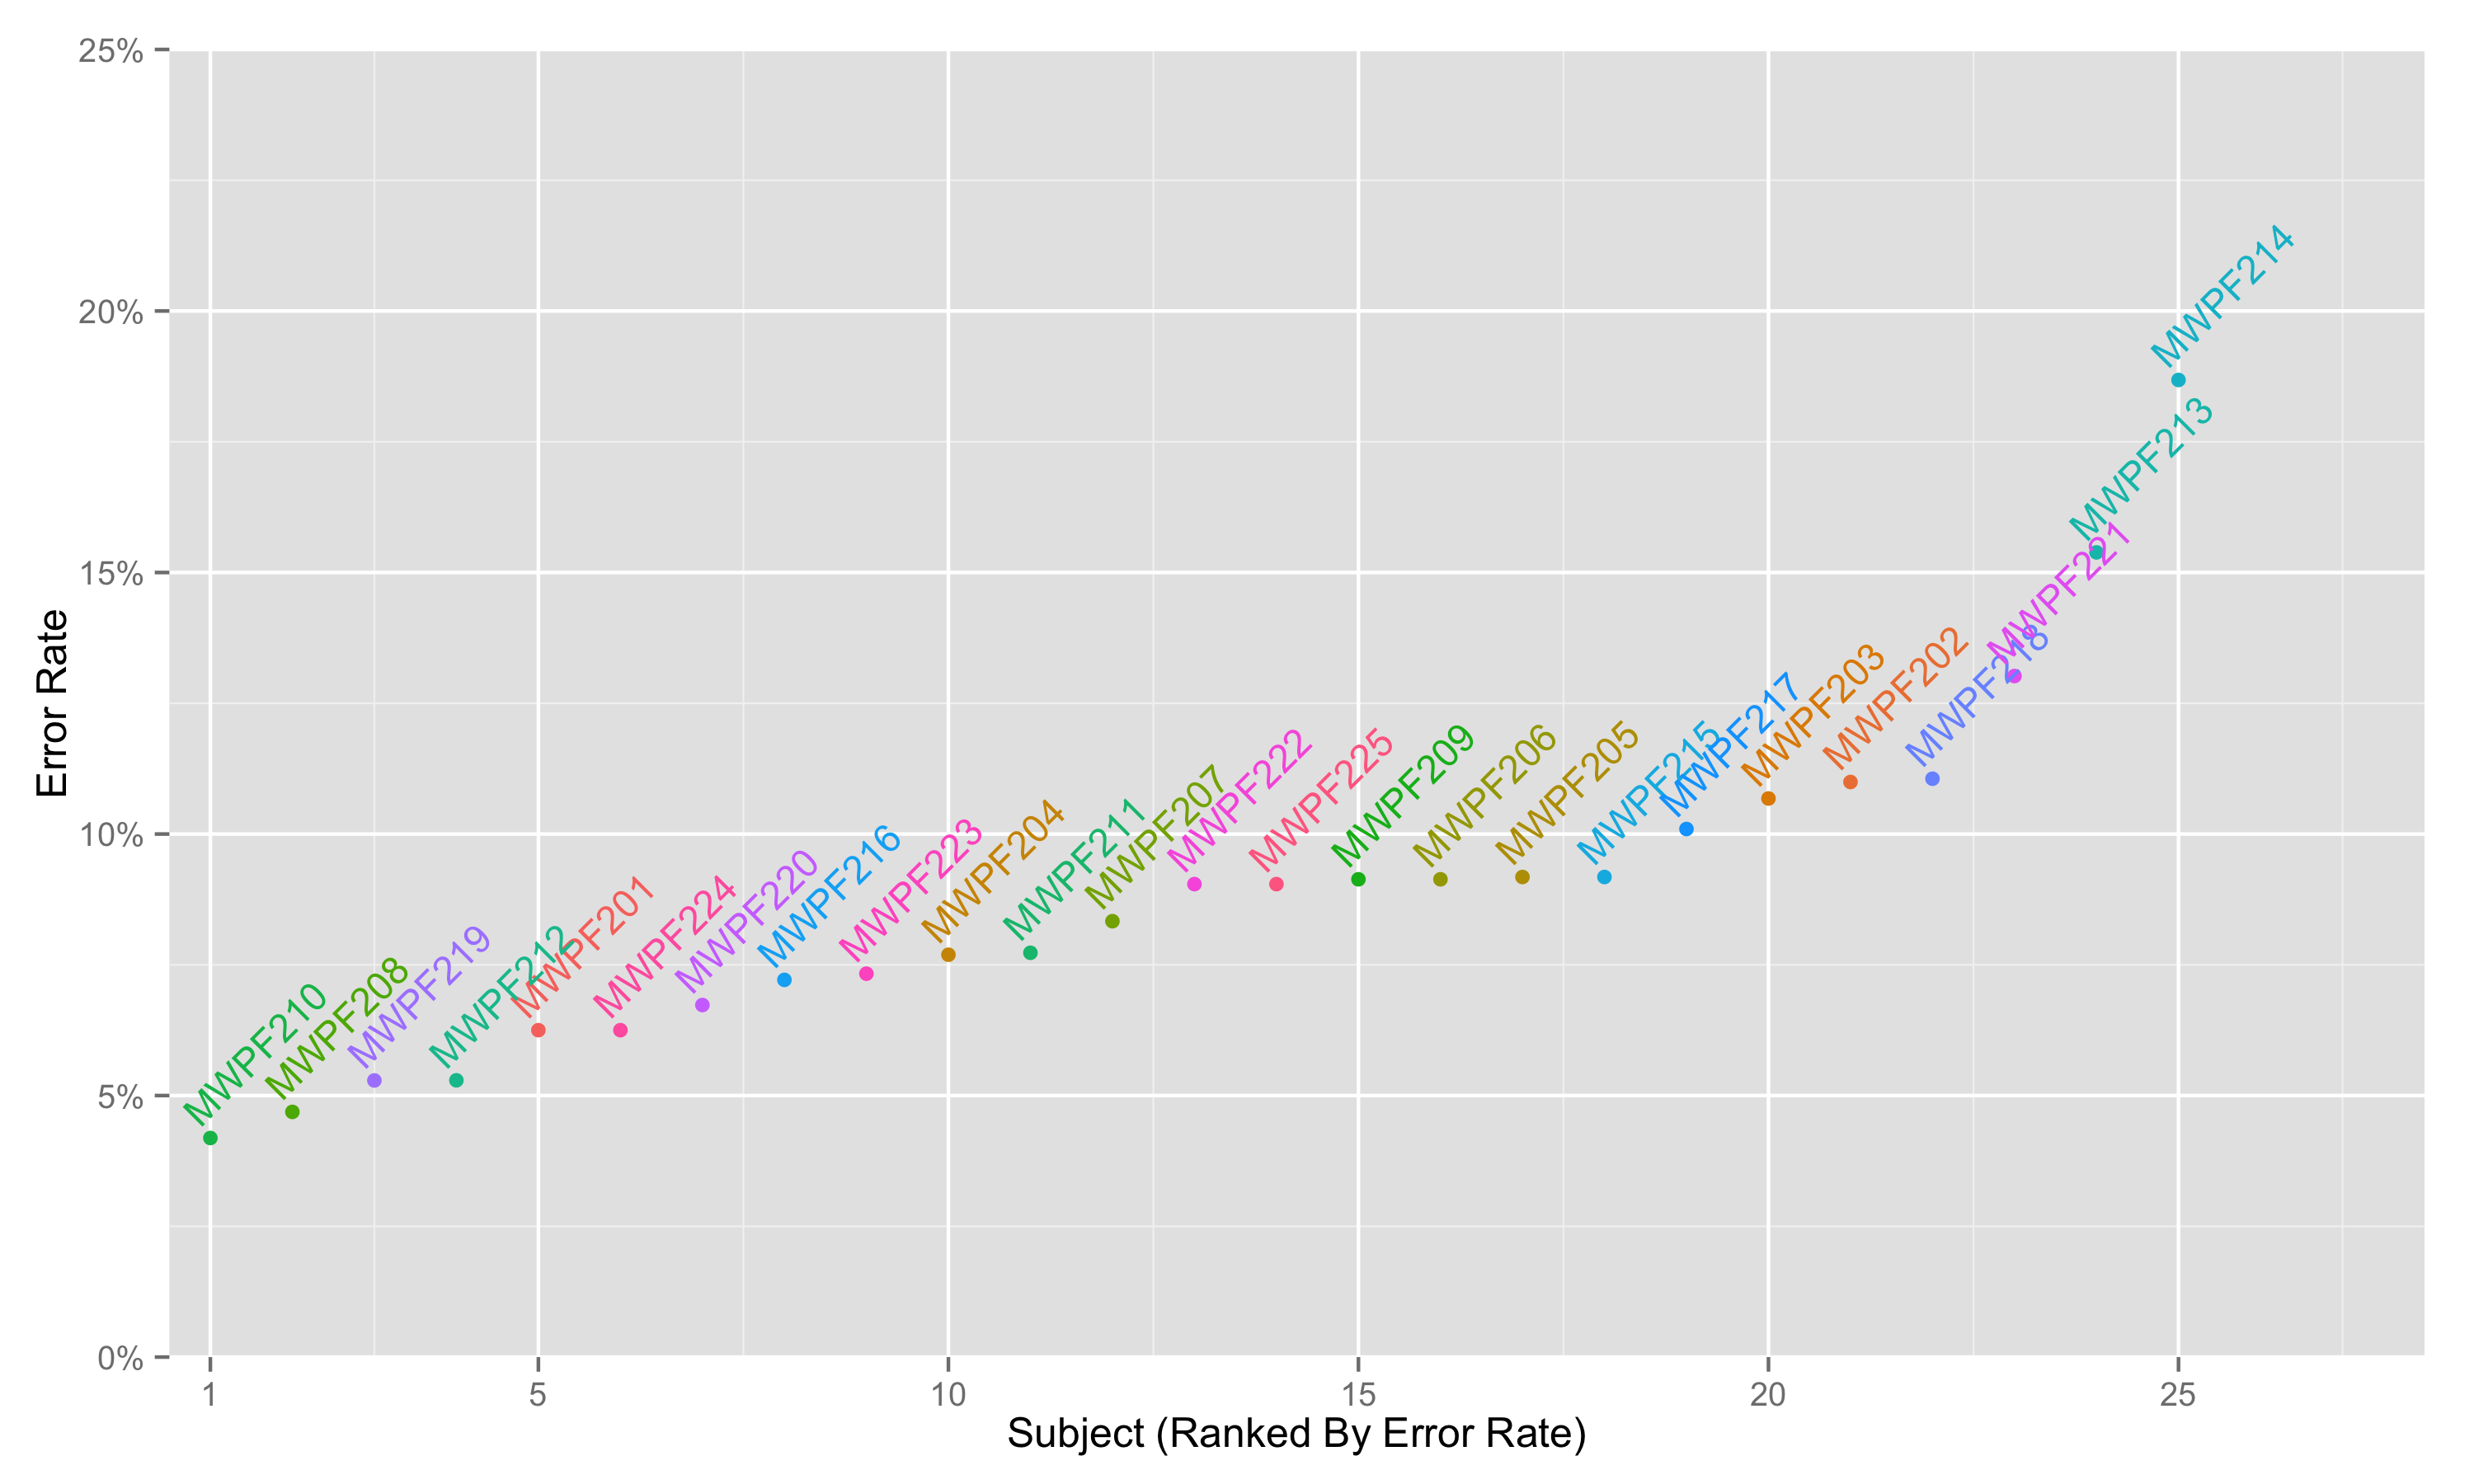 25%
20%
15%
10%
5%
0%
Error Rate
MWPF210
MWPF208
MWPF219
MWPF212
MWPF201
MWPF224
MWPF220
MWPF216
MWPF223
MWPF204
MWPF211
MWPF207
MWPF222
MWPF225
MWPF209
MWPF206
MWPF205
MWPF215
MWPF217
MWPF203
MWPF202
MWPF218
MWPF221
MWPF213
MWPF214
1 5 10 15 20 25
Subject (Ranked By Error Rate)